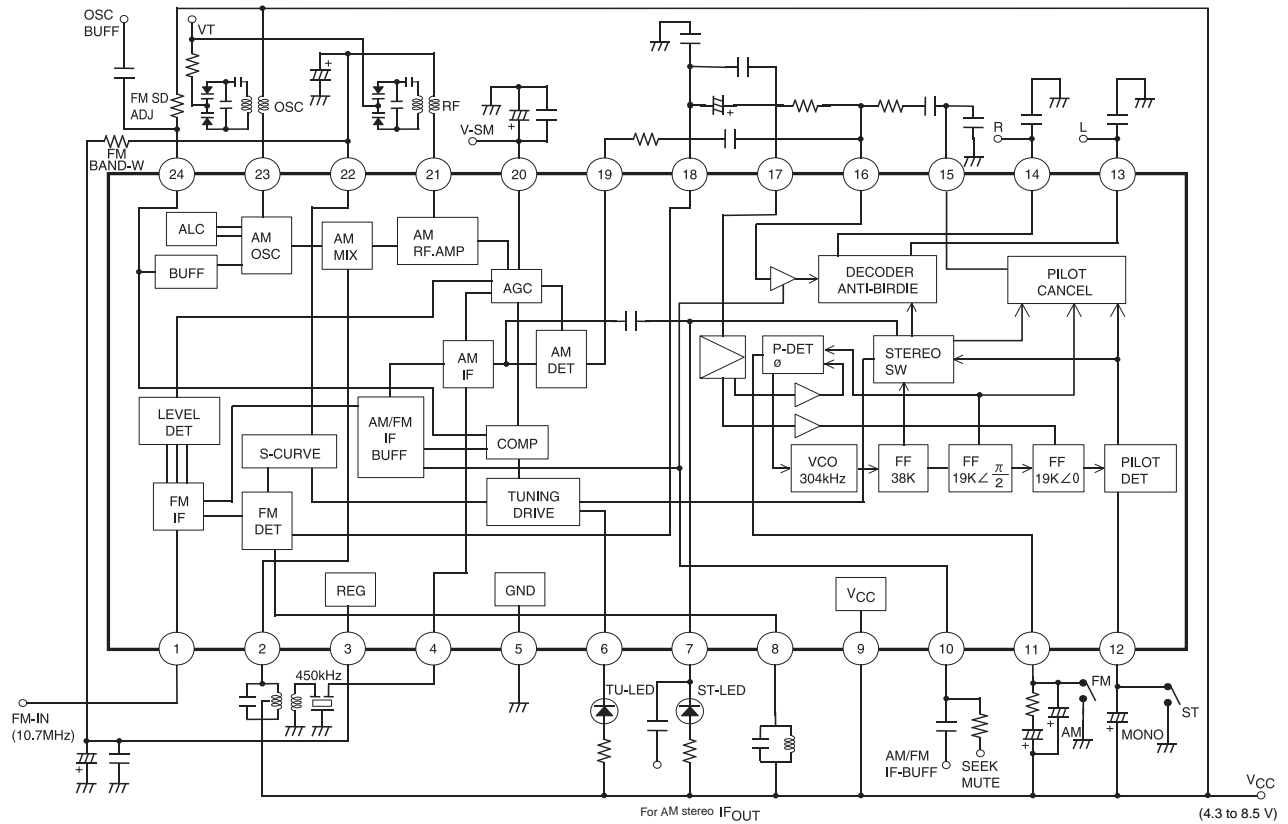 OSC
BUFF
VT
FM SD
ADJ
OSC
RF
V-SM
R
L
FM
BAND-W
24
23
22
21
20
19
18
17
16
15
14
13
ALC
AM
OSC
AM
MIX
AM
RF.AMP
BUFF
AGC
DECODER
ANTI-BIRDIE
PILOT
CANCEL
AM
IF
AM
DET
P-DET
ø
STEREO
SW
LEVEL
DET
AM/FM
IF
BUFF
S-CURVE
COMP
VCO
304kHz
FF
38K
FF
19K∠ π/2
FF
19K∠0
PILOT
DET
FM
IF
FM
DET
TUNING
DRIVE
REG
GND
VCC
1
2
3
4
5
6
7
8
9
10
11
12
450kHz
FM-IN
(10.7MHz)
TU-LED
ST-LED
AM/FM
IF-BUFF
SEEK
MUTE
FM
AM
MONO
ST
For AM stereo IFOUT
VCC
(4.3 to 8.5 V)